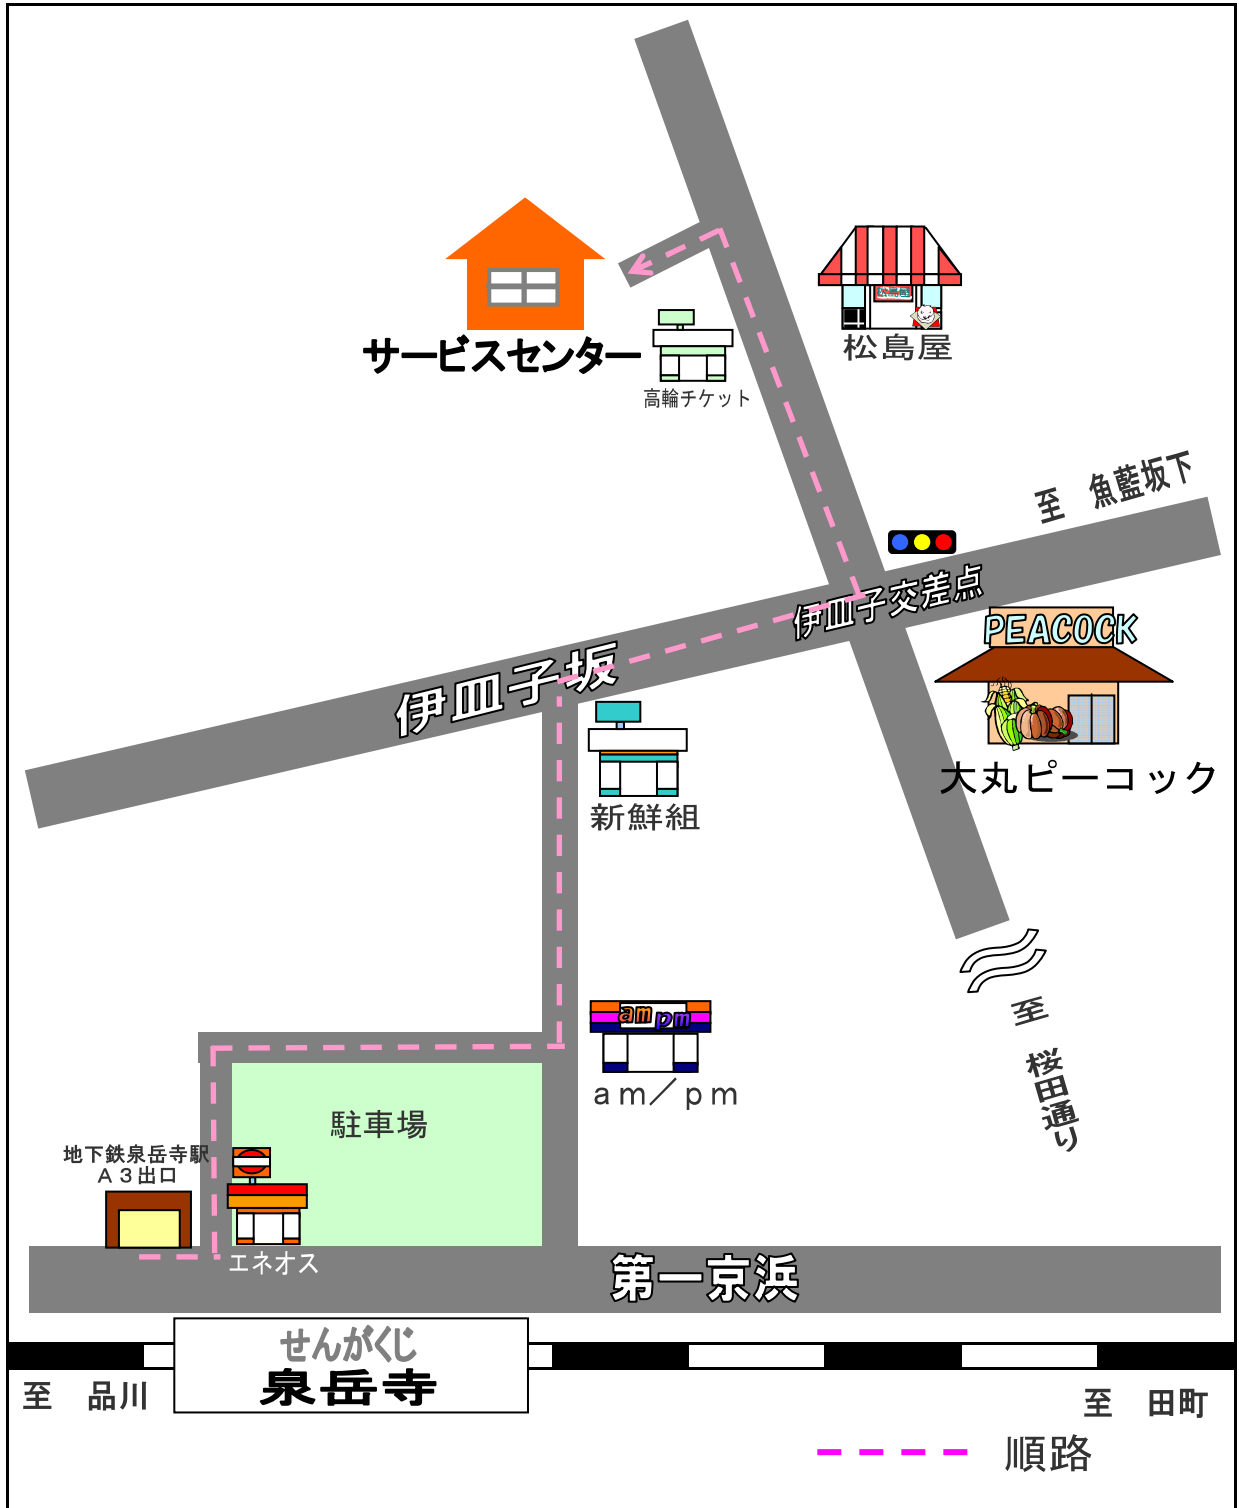 サービスセンター
松島屋
松島屋
高輪チケット
至　魚藍坂下
伊皿子交差点
PEACOCK
伊皿子坂
大丸ピーコック
新鮮組
至　桜田通り
am pm
ａｍ／ｐｍ
駐車場
地下鉄泉岳寺駅
Ａ３出口
エネオス
第一京浜
せんがくじ
泉岳寺
至　品川
至　田町
順路